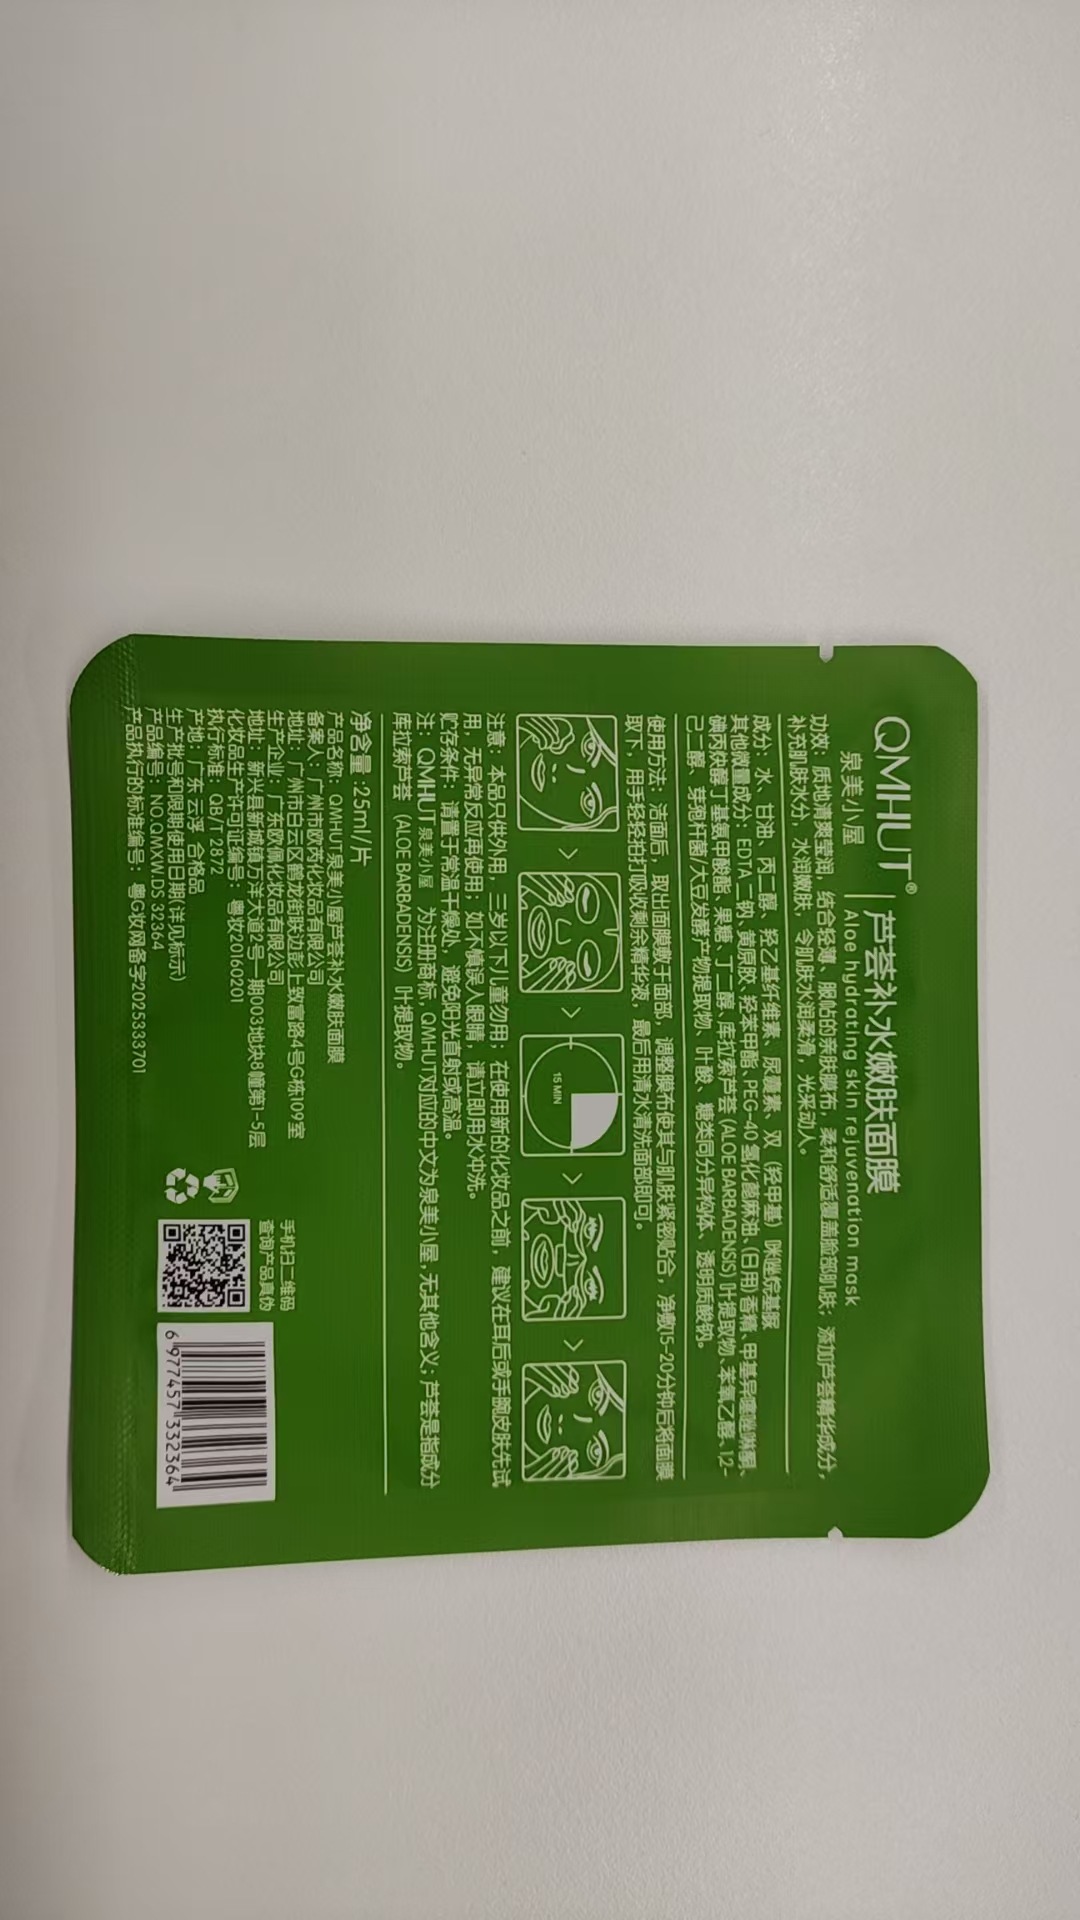 QMHUT®
泉美小屋
芦荟补水嫩肤面膜
Aloe hydrating skin rejuvenation mask
功效：质地清爽莹润，结合轻薄、服帖的亲肤膜布，柔和舒适覆盖脸部肌肤；添加芦荟精华成分，
补充肌肤水分，水润嫩肤，令肌肤水润柔滑，光采动人。
成分：水、甘油、丙二醇、羟乙基纤维素、尿囊素、双（羟甲基）咪唑烷基脲
其他微量成分：EDTA 二钠、黄原胶、羟苯甲酯、PEG-40 氢化蓖麻油、(日用)香精、甲基异噻唑啉酮、
碘丙炔醇丁基氨甲酸酯、果糖、丁二醇、库拉索芦荟 (ALOE BARBADENSIS) 叶提取物、苯氧乙醇、1,2-
己二醇、芽孢杆菌/大豆发酵产物提取物、叶酸、糖类同分异构体、透明质酸钠。
使用方法：洁面后，取出面膜敷于面部，调整膜布使其与肌肤紧密贴合，净敷15-20分钟后将面膜
取下，用手轻轻拍打吸收剩余精华液，最后用清水清洗面部即可。
15 MIN
注意：本品只供外用，三岁以下儿童勿用；在使用新的化妆品之前，建议在耳后或手腕皮肤先试
用，无异常反应再使用；如不慎误入眼睛，请立即用水冲洗。
贮存条件：请置于常温干燥处，避免阳光直射或高温。
注：QMHUT 泉美小屋 为注册商标，QMHUT对应的中文为泉美小屋，无其他含义；芦荟是指成分
库拉索芦荟（ALOE BARBADENSIS）叶提取物。
净含量:25ml/片
产品名称：QMHUT泉美小屋芦荟补水嫩肤面膜
备案人：广州市欧芮化妆品有限公司
地址：广州市白云区鹤龙街联边彭上致富路4号G栋109室
生产企业：广东欧佩化妆品有限公司
地址：新兴县新城镇万洋大道2号一期003地块8幢第1-5层
化妆品生产许可证编号：粤妆20160201
执行标准：QB/T 2872
产地：广东 云浮 合格品
生产批号和限期使用日期(详见标示)
产品编号：NO.QMXW.DS 32364
产品执行的标准编号：粤G妆网备字2025333701
手机扫二维码
查询产品真伪
6 977457 332364